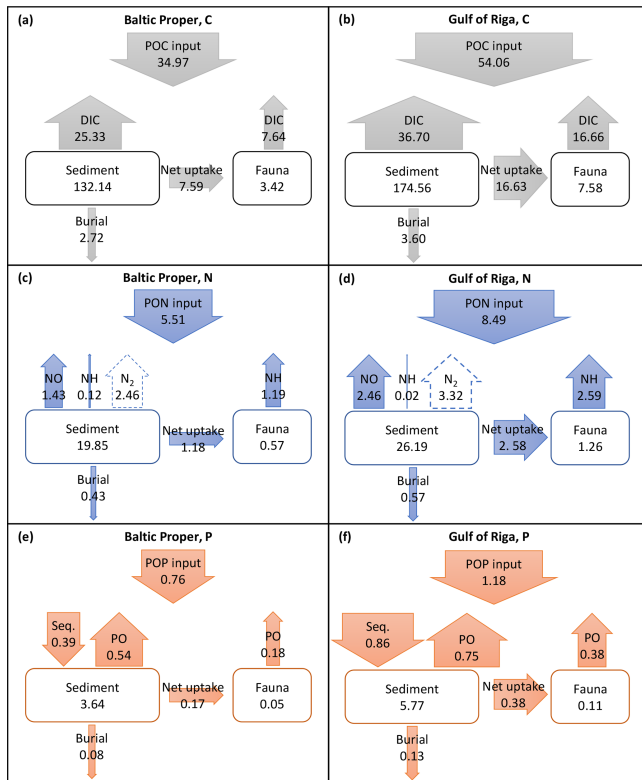 (a) Baltic Proper, C
POC input
34.97
DIC
25.33
DIC
7.64
Sediment
132.14
Net uptake
7.59
Fauna
3.42
Burial
2.72
(b) Gulf of Riga, C
POC input
54.06
DIC
36.70
DIC
16.66
Sediment
174.56
Net uptake
16.63
Fauna
7.58
Burial
3.60
(c) Baltic Proper, N
PON input
5.51
NO
1.43
NH
0.12
N2
2.46
NH
1.19
Sediment
19.85
Net uptake
1.18
Fauna
0.57
Burial
0.43
(d) Gulf of Riga, N
PON input
8.49
NO
2.46
NH
0.02
N2
3.32
NH
2.59
Sediment
26.19
Net uptake
2. 58
Fauna
1.26
Burial
0.57
(e) Baltic Proper, P
POP input
0.76
Seq.
0.39
PO
0.54
PO
0.18
Sediment
3.64
Net uptake
0.17
Fauna
0.05
Burial
0.08
(f) Gulf of Riga, P
POP input
1.18
Seq.
0.86
PO
0.75
PO
0.38
Sediment
5.77
Net uptake
0.38
Fauna
0.11
Burial
0.13